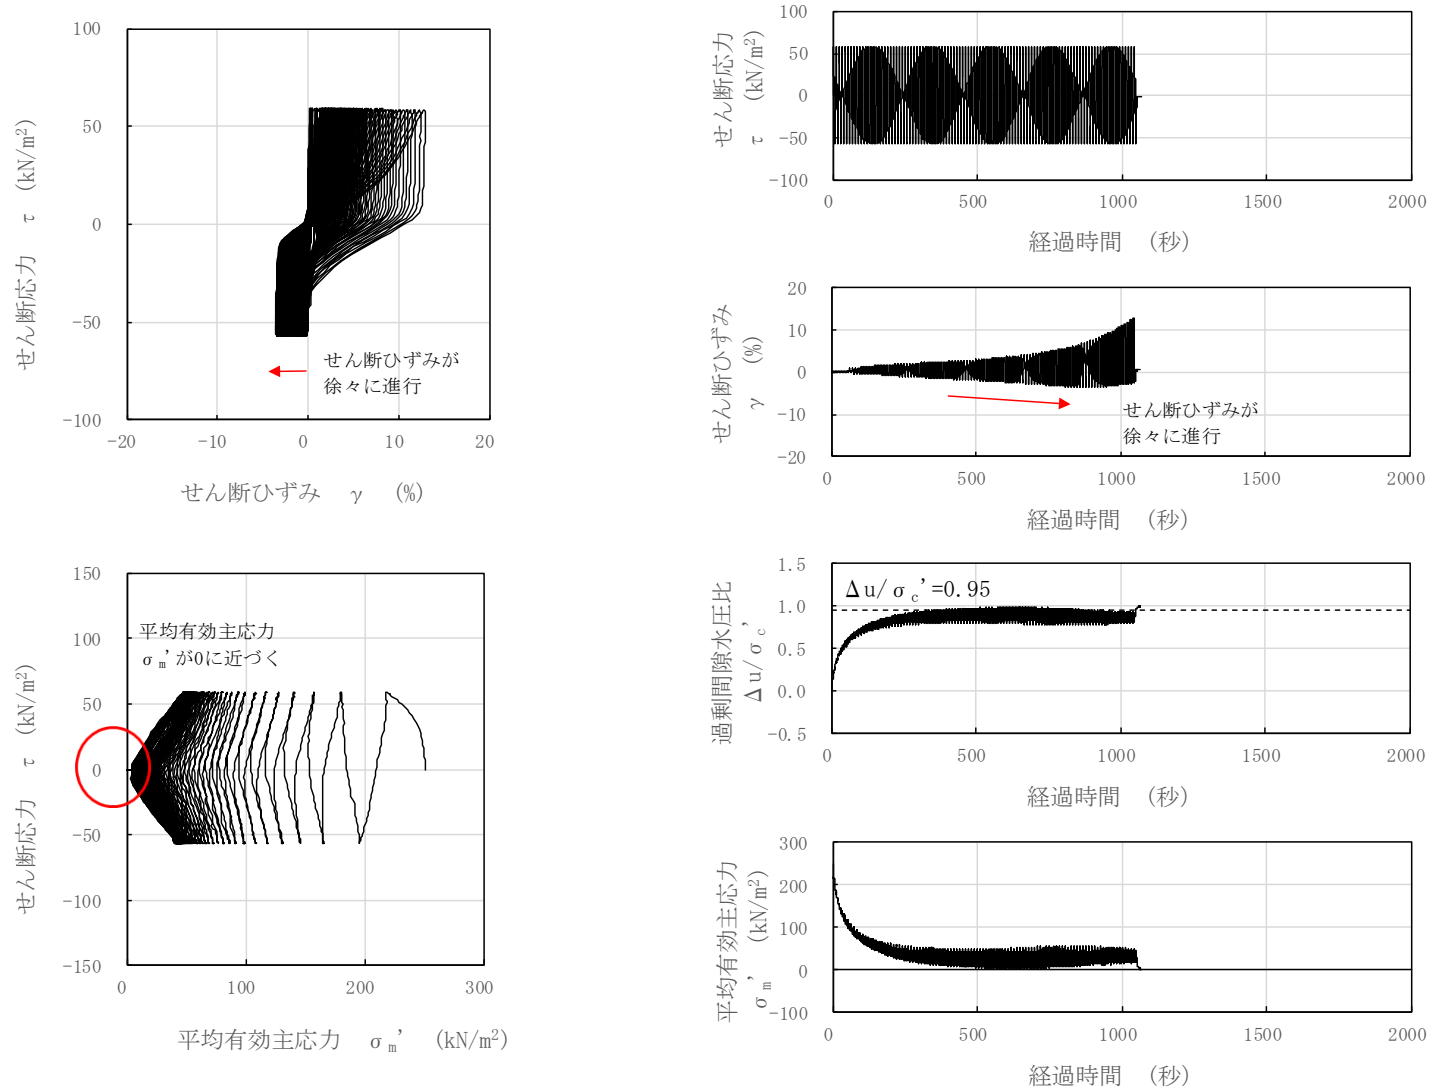 100
50
0
-50
-100
せん断応力 τ (kN/m²)
せん断ひずみが
徐々に進行
-20
-10
0
10
20
せん断ひずみ γ (%)
150
100
50
0
-50
-100
-150
せん断応力 τ (kN/m²)
平均有効主応力
σm'が0に近づく
0
100
200
300
平均有効主応力 σm' (kN/m²)
100
50
0
-50
-100
せん断応力
τ (kN/m²)
0
500
1000
1500
2000
経過時間 (秒)
20
10
0
-10
-20
せん断ひずみ
γ (%)
せん断ひずみが
徐々に進行
0
500
1000
1500
2000
経過時間 (秒)
1.5
1.0
0.5
0.0
-0.5
過剰間隙水圧比
Δu/σc'
Δu/σc'=0.95
0
500
1000
1500
2000
経過時間 (秒)
300
200
100
0
-100
平均有効主応力
σm' (kN/m²)
0
500
1000
1500
2000
経過時間 (秒)